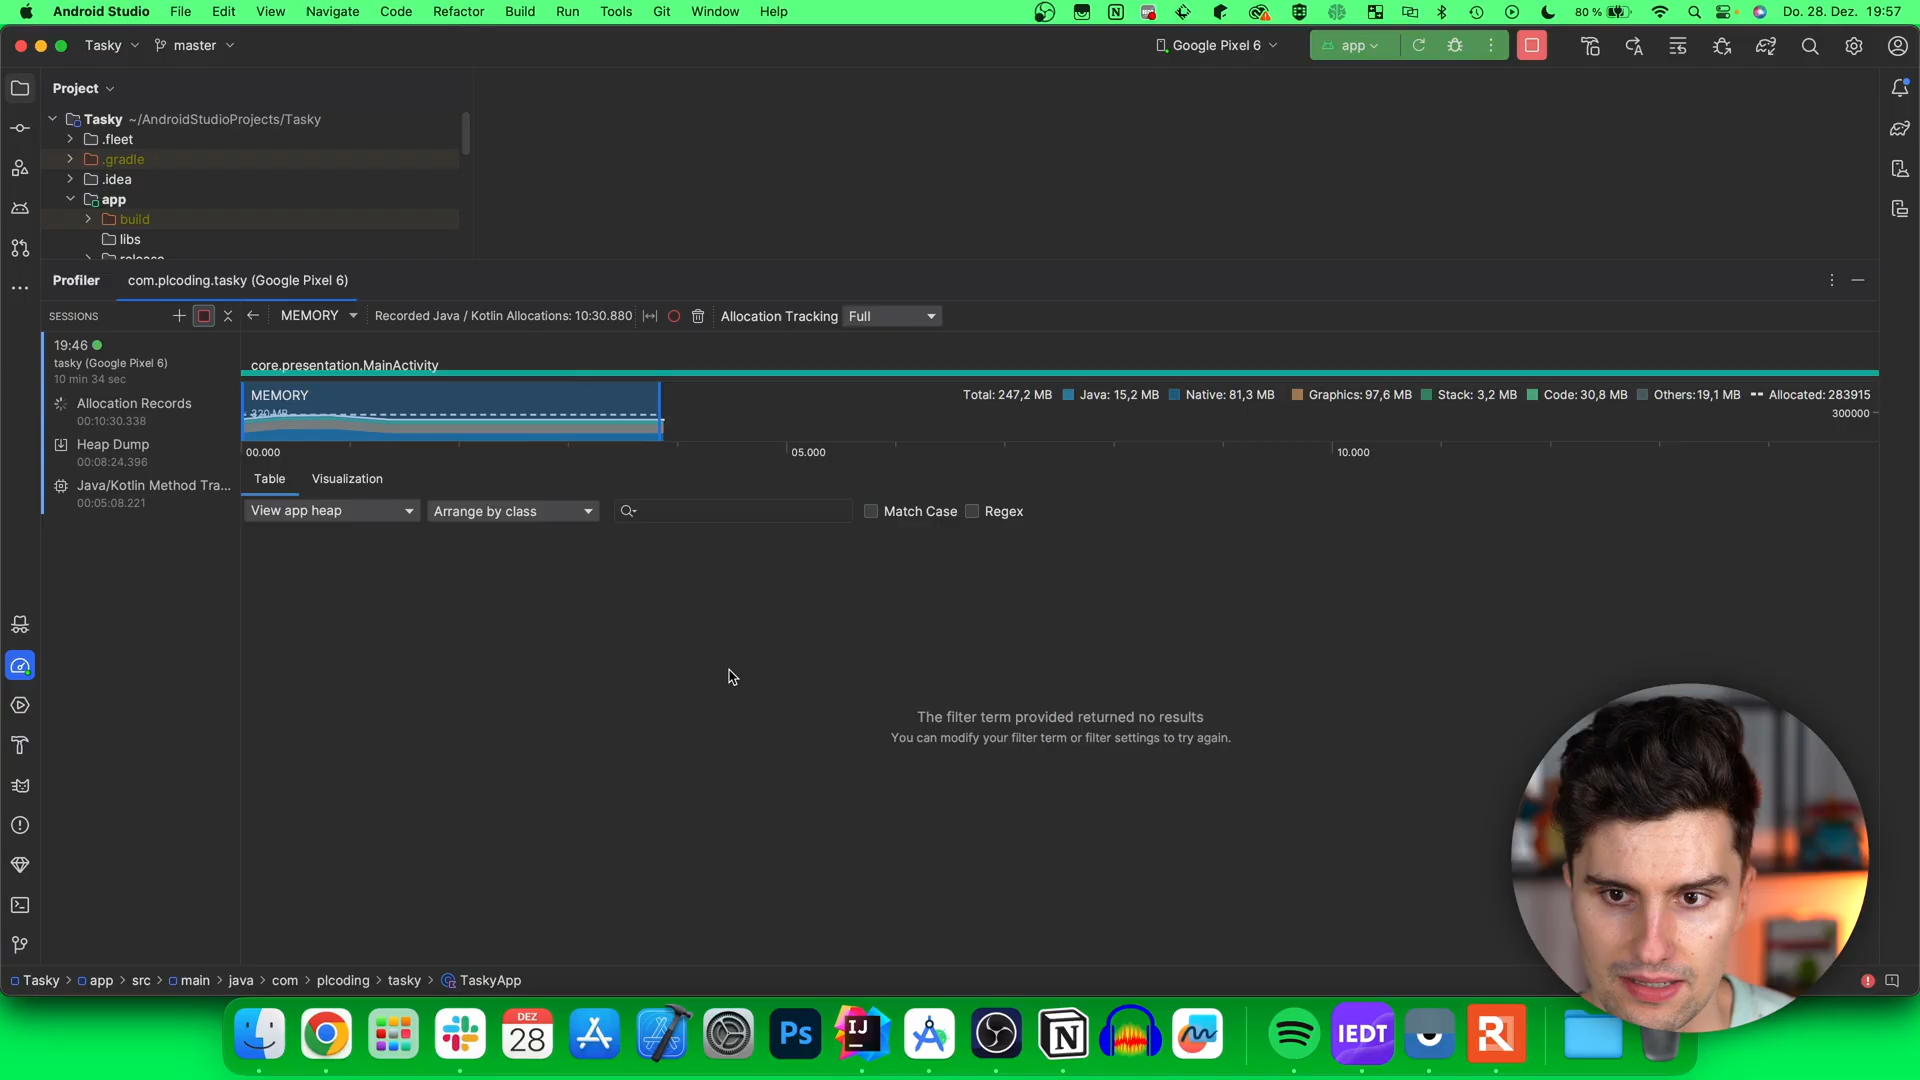 Android Studio File Edit View Navigate Code Refactor Build Run Tools Git Window Help 80 % Do. 28. Dez. 19:57
Tasky master Google Pixel 6 app
Project
Tasky ~/AndroidStudioProjects/Tasky
.fleet
.gradle
.idea
app
build
libs
release
Profiler com.plcoding.tasky (Google Pixel 6)
SESSIONS MEMORY Recorded Java / Kotlin Allocations: 10:30.880 Allocation Tracking Full
19:46
tasky (Google Pixel 6)
10 min 34 sec
Allocation Records
00:10:30.338
Heap Dump
00:08:24.396
Java/Kotlin Method Tra...
00:05:08.221
core.presentation.MainActivity
MEMORY Total: 247,2 MB Java: 15,2 MB Native: 81,3 MB Graphics: 97,6 MB Stack: 3,2 MB Code: 30,8 MB Others: 19,1 MB Allocated: 283915
320 MB 300000
00.000 05.000 10.000
Table Visualization
View app heap Arrange by class Match Case Regex
The filter term provided returned no results
You can modify your filter term or filter settings to try again.
Tasky > app > src > main > java > com > plcoding > tasky > TaskyApp
DEZ
28
Ps
IJ
IEDT